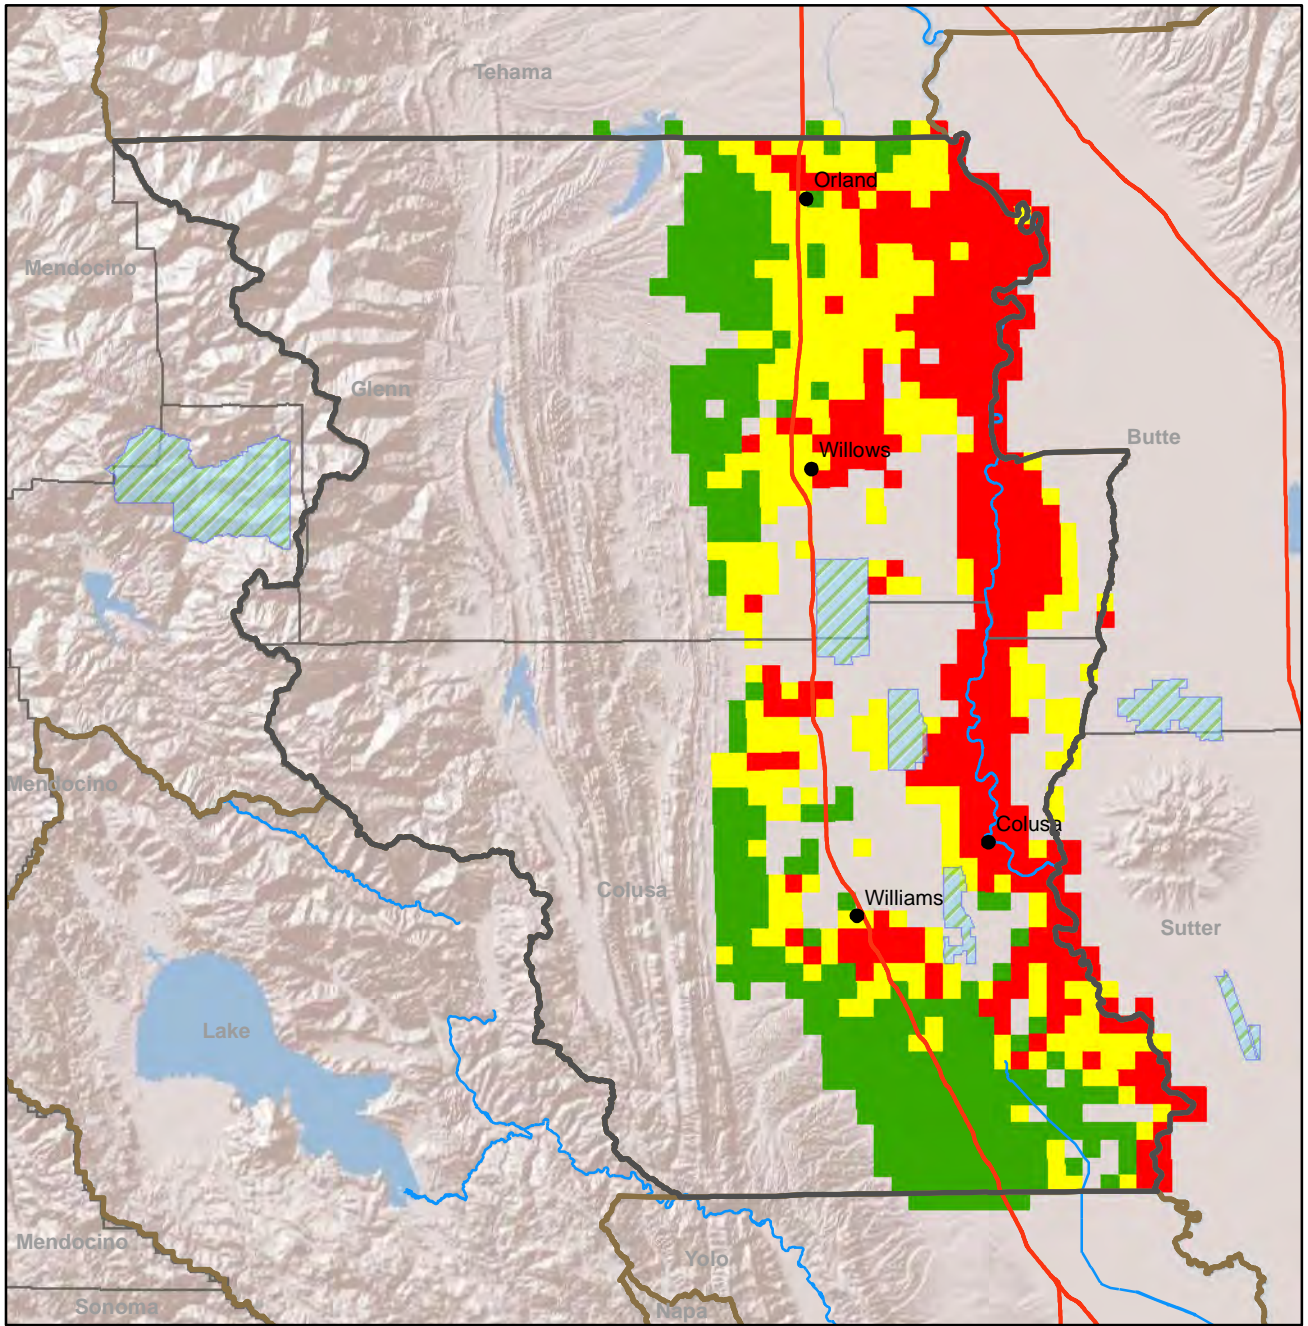 Tehama
Orland
Mendocino
Glenn
Butte
Willows
Mendocino
Colusa
Colusa
Williams
Sutter
Lake
Mendocino
Yolo
Sonoma
Napa